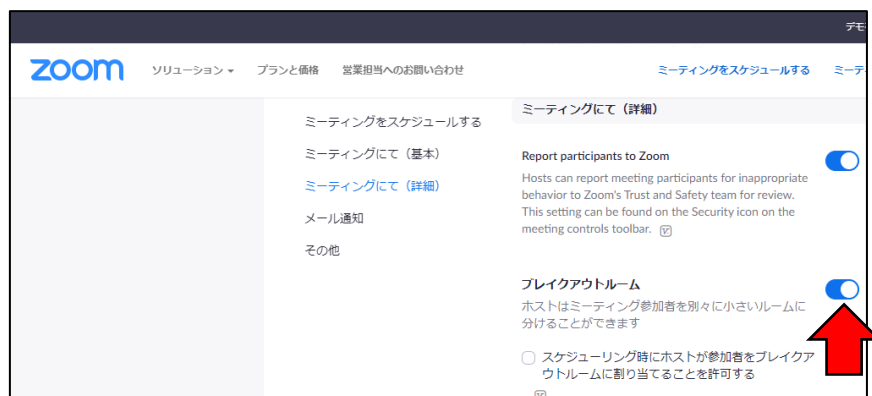 デモ
zoom ソリューション プランと価格 営業担当へのお問い合わせ ミーティングをスケジュールする ミーテ
ミーティングをスケジュールする
ミーティングにて（基本）
ミーティングにて（詳細）
メール通知
その他
ミーティングにて（詳細）
Report participants to Zoom
Hosts can report meeting participants for inappropriate
behavior to Zoom's Trust and Safety team for review.
This setting can be found on the Security icon on the
meeting controls toolbar.
ブレイクアウトルーム
ホストはミーティング参加者を別々に小さいルームに
分けることができます
スケジューリング時にホストが参加者をブレイクア
ウトルームに割り当てることを許可する